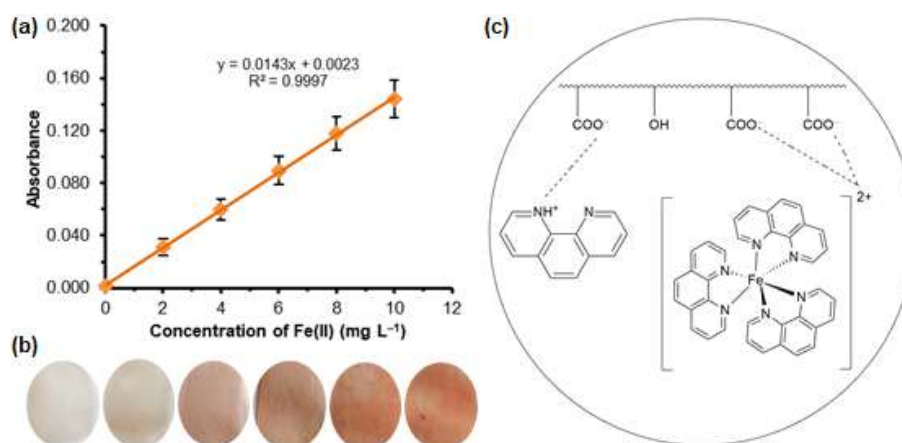 (a)
0.200
0.160
0.120
0.080
0.040
0.000
Absorbance
y = 0.0143x + 0.0023
R² = 0.9997
0 2 4 6 8 10 12
Concentration of Fe(II) (mg L⁻¹)
(b)
(c)
COO⁻ OH COO⁻ COO⁻
NH⁺ N
2+
N
N N
Fe
N N
N